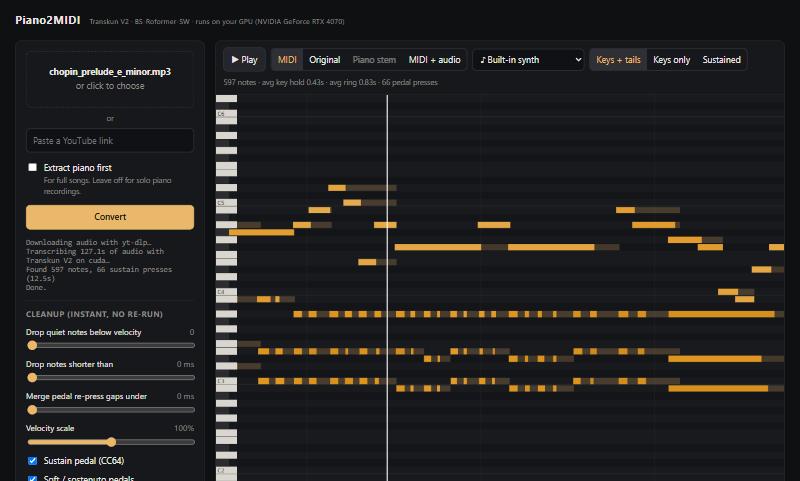 Piano2MIDI Transkun V2 · BS-Roformer-SW · runs on your GPU (NVIDIA GeForce RTX 4070)
chopin_prelude_e_minor.mp3
or click to choose
or
Paste a YouTube link
Extract piano first
For full songs. Leave off for solo piano
recordings.
Convert
Downloading audio with yt-dlp…
Transcribing 127.1s of audio with
Transkun V2 on cuda…
Found 597 notes, 66 sustain presses
(12.5s)
Done.
CLEANUP (INSTANT, NO RE-RUN)
Drop quiet notes below velocity 0
Drop notes shorter than 0 ms
Merge pedal re-press gaps under 0 ms
Velocity scale 100%
Sustain pedal (CC64)
Soft / sostenuto pedals
▶ Play MIDI Original Piano stem MIDI + audio ♪ Built-in synth Keys + tails Keys only Sustained
597 notes · avg key hold 0.43s · avg ring 0.83s · 66 pedal presses
C6
C5
C4
C3
C2